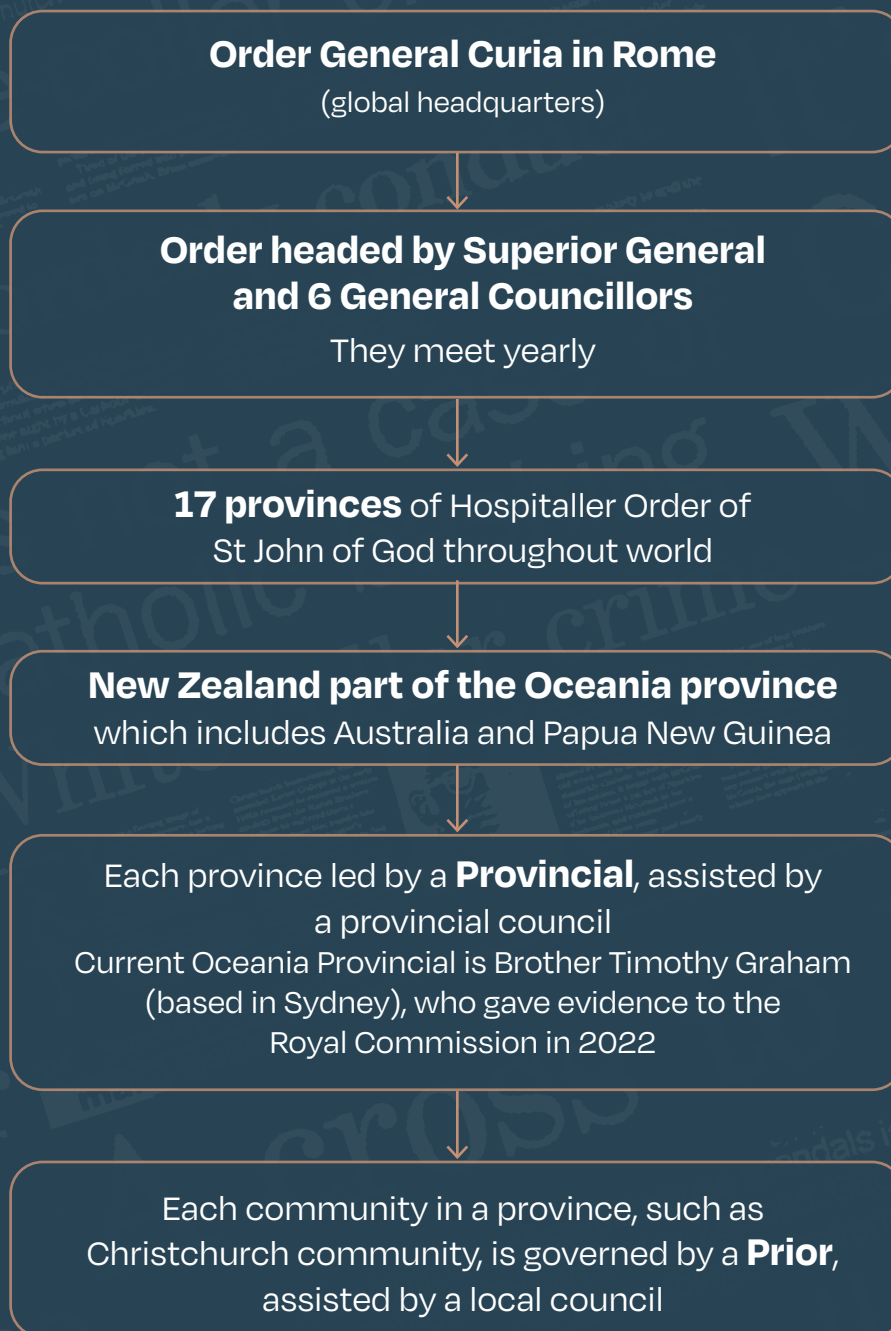 Order General Curia in Rome
(global headquarters)
Order headed by Superior General
and 6 General Councillors
They meet yearly
17 provinces of Hospitaller Order of
St John of God throughout world
New Zealand part of the Oceania province
which includes Australia and Papua New Guinea
Each province led by a Provincial, assisted by
a provincial council
Current Oceania Provincial is Brother Timothy Graham
(based in Sydney), who gave evidence to the
Royal Commission in 2022
Each community in a province, such as
Christchurch community, is governed by a Prior,
assisted by a local council